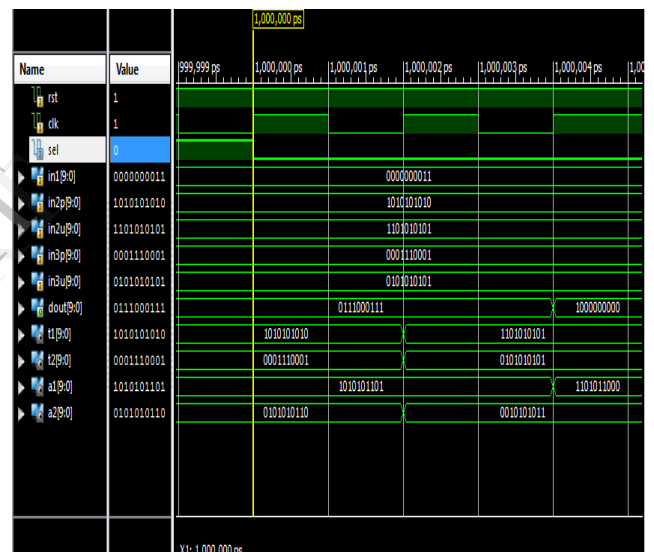 1,000,000 ps
Name Value 999,999 ps 1,000,000 ps 1,000,001 ps 1,000,002 ps 1,000,003 ps 1,000,004 ps 1,00
rst 1
clk 1
sel 0
in1[9:0] 0000000011 0000000011
in2p[9:0] 1010101010 1010101010
in2u[9:0] 1101010101 1101010101
in3p[9:0] 0001110001 0001110001
in3u[9:0] 0101010101 0101010101
dout[9:0] 0111000111 0111000111 1000000000
t1[9:0] 1010101010 1010101010 1101010101
t2[9:0] 0001110001 0001110001 0101010101
a1[9:0] 1010101101 1010101101 1101011000
a2[9:0] 0101010110 0101010110 0010101011
X1: 1,000,000 ps